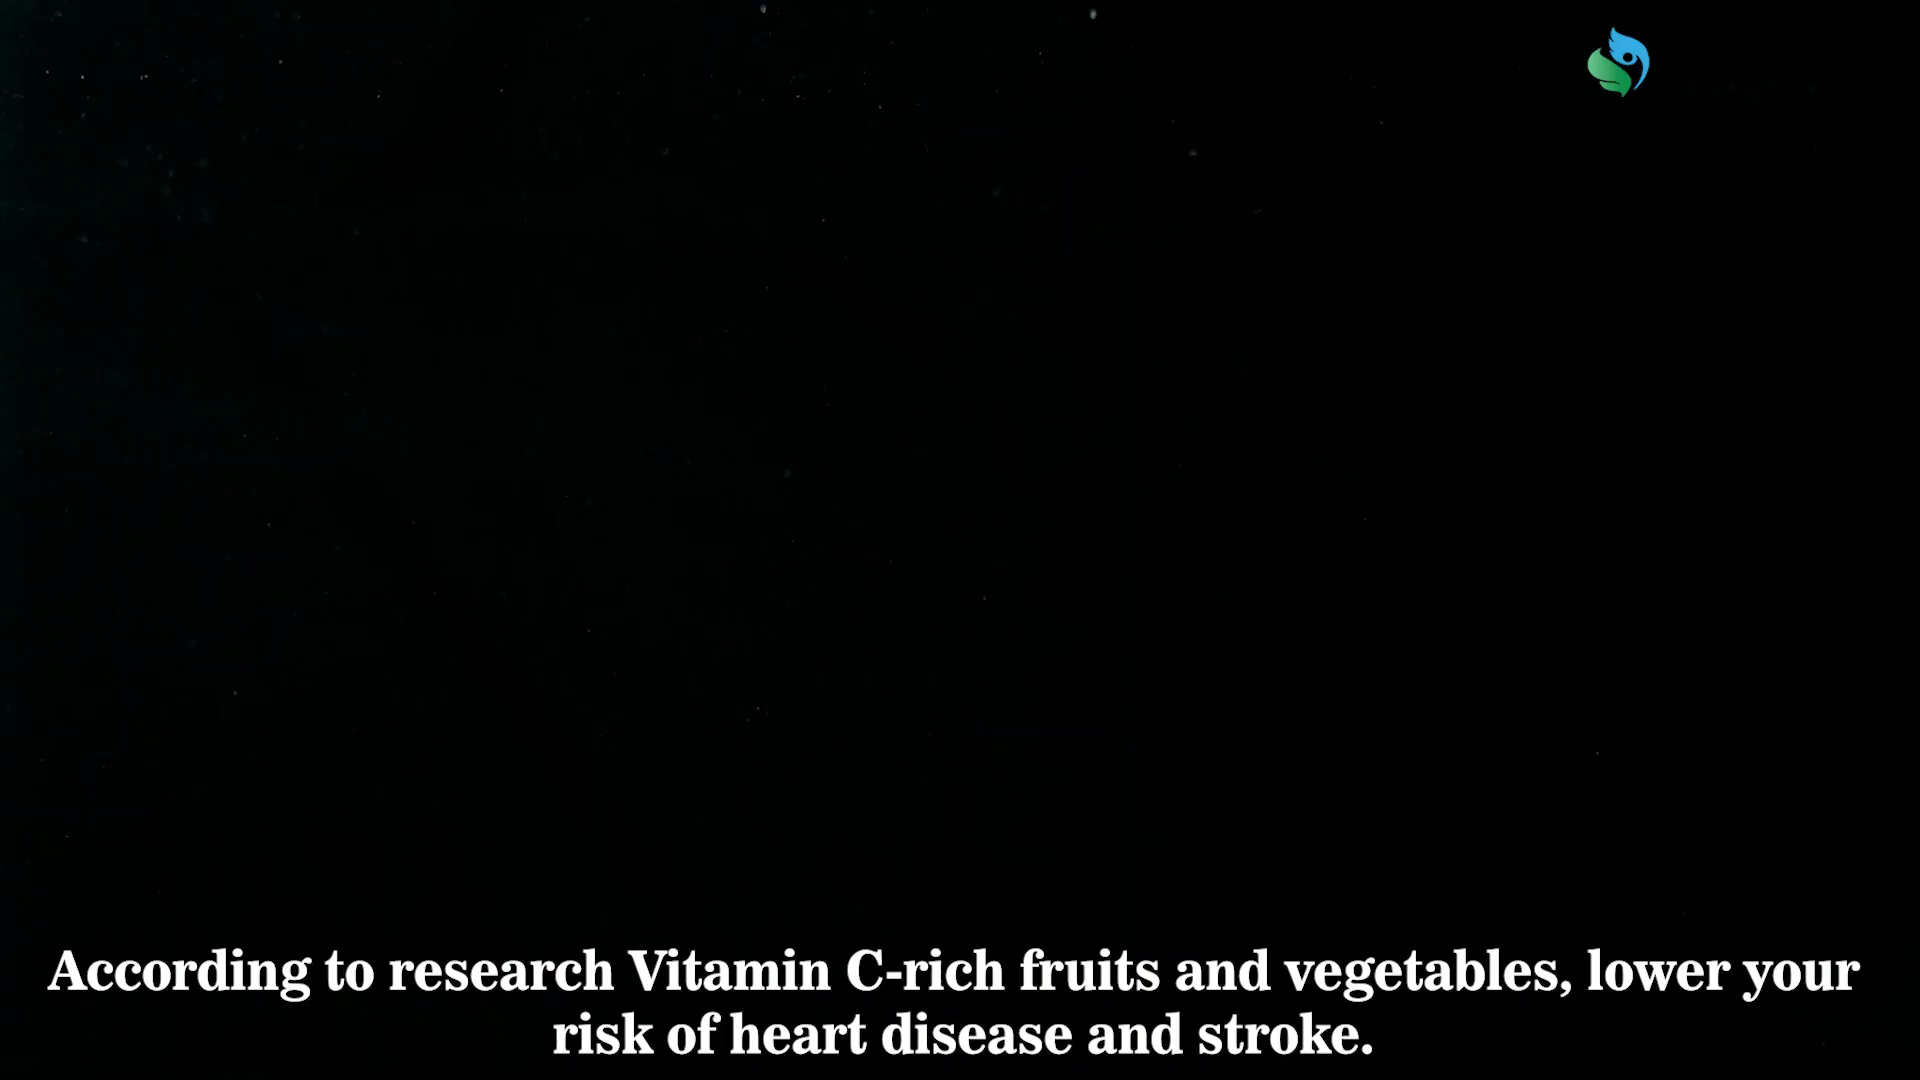 According to research Vitamin C-rich fruits and vegetables, lower your
risk of heart disease and stroke.